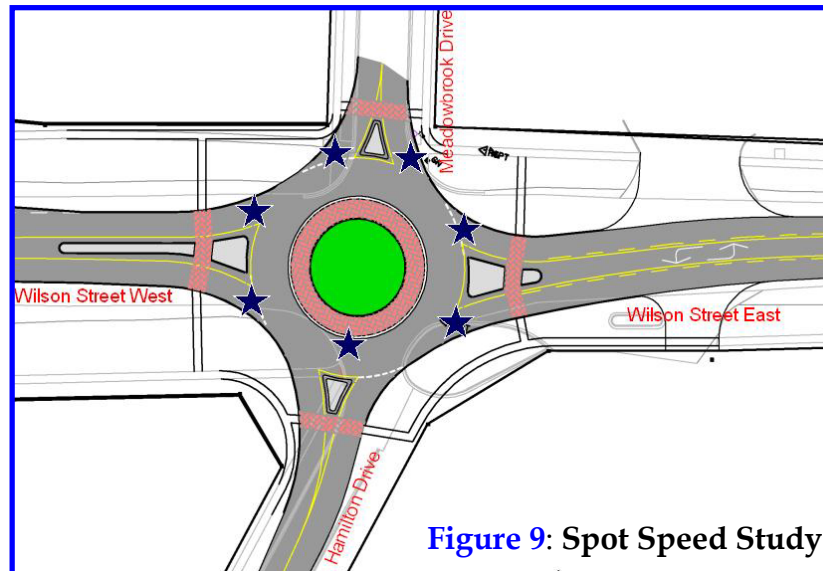 Meadowbrook Drive
Wilson Street West
Wilson Street East
Hamilton Drive
Figure 9: Spot Speed Study